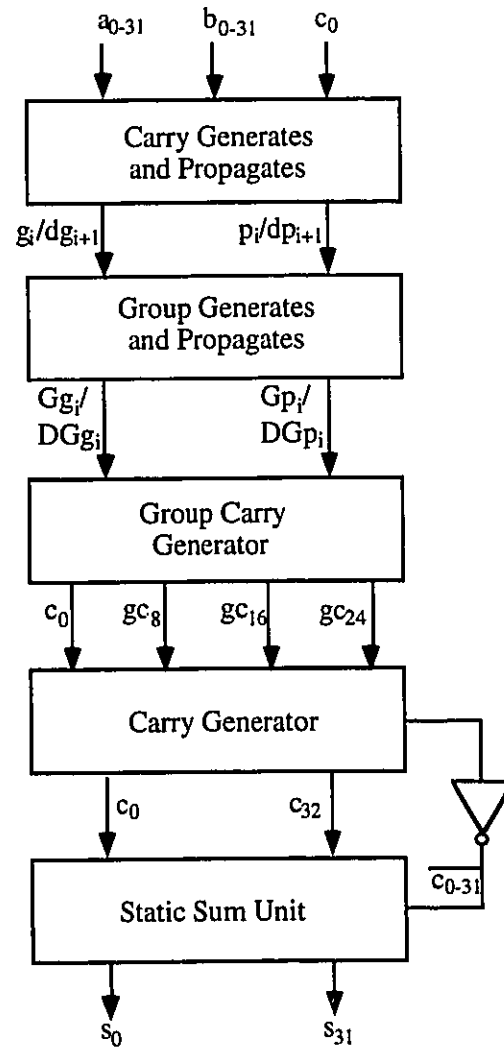 a₀₋₃₁ b₀₋₃₁ c₀
Carry Generates
and Propagates
gᵢ/dgᵢ₊₁ pᵢ/dpᵢ₊₁
Group Generates
and Propagates
Ggᵢ/ Gpᵢ/
DGgᵢ DGpᵢ
Group Carry
Generator
c₀ gc₈ gc₁₆ gc₂₄
Carry Generator
c₀ c₃₂
c₀₋₃₁
Static Sum Unit
s₀ s₃₁